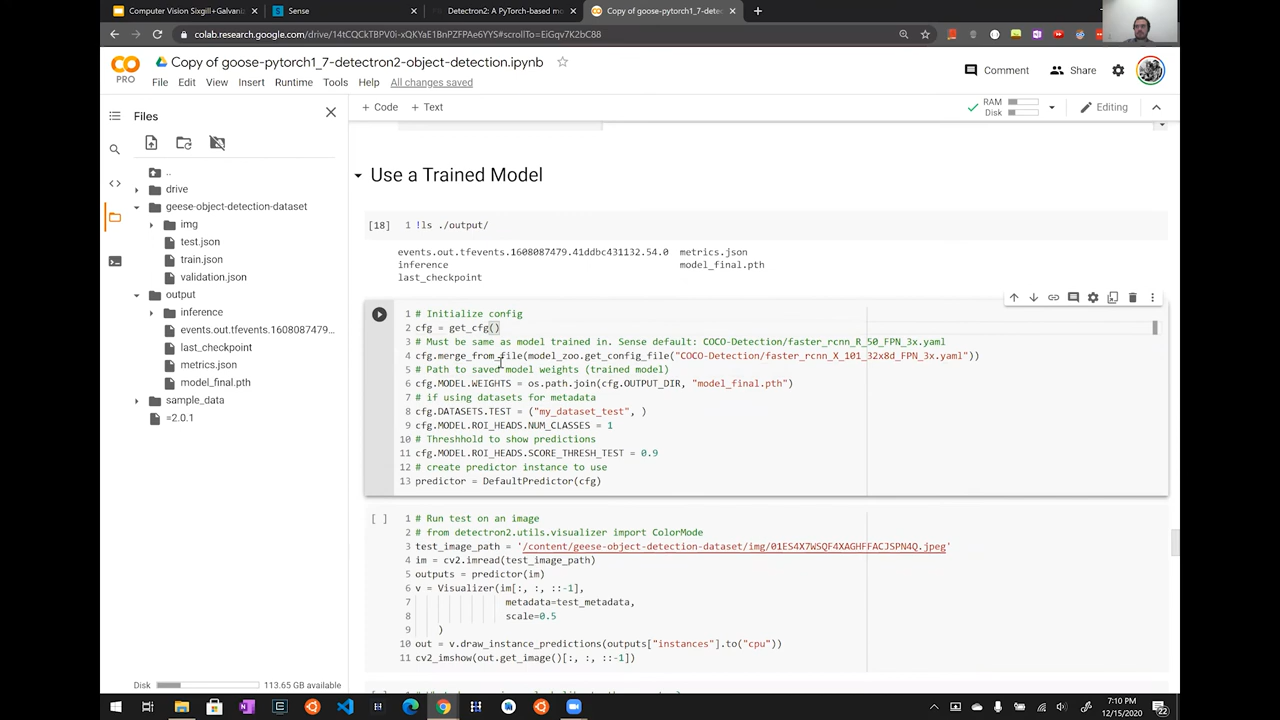 Computer Vision Sixgill+Galvani
Sense
Detectron2: A PyTorch-based mo
Copy of goose-pytorch1_7-detec
colab.research.google.com/drive/14tCQCkTBPV0i-xQKYaE1BnPZFPAe6YYS#scrollTo=EiGqv7K2bC88
PRO
Copy of goose-pytorch1_7-detectron2-object-detection.ipynb
File Edit View Insert Runtime Tools Help All changes saved
Comment Share
+ Code + Text
RAM
Disk
Editing
Files
..
drive
geese-object-detection-dataset
img
test.json
train.json
validation.json
output
inference
events.out.tfevents.1608087479...
last_checkpoint
metrics.json
model_final.pth
sample_data
=2.0.1
Disk 113.65 GB available
Use a Trained Model
[18] 1 !ls ./output/
events.out.tfevents.1608087479.41ddbc431132.54.0 metrics.json
inference model_final.pth
last_checkpoint
1 # Initialize config
2 cfg = get_cfg()
3 # Must be same as model trained in. Sense default: COCO-Detection/faster_rcnn_R_50_FPN_3x.yaml
4 cfg.merge_from_file(model_zoo.get_config_file("COCO-Detection/faster_rcnn_X_101_32x8d_FPN_3x.yaml"))
5 # Path to saved model weights (trained model)
6 cfg.MODEL.WEIGHTS = os.path.join(cfg.OUTPUT_DIR, "model_final.pth")
7 # if using datasets for metadata
8 cfg.DATASETS.TEST = ("my_dataset_test", )
9 cfg.MODEL.ROI_HEADS.NUM_CLASSES = 1
10 # Threshhold to show predictions
11 cfg.MODEL.ROI_HEADS.SCORE_THRESH_TEST = 0.9
12 # create predictor instance to use
13 predictor = DefaultPredictor(cfg)
[ ] 1 # Run test on an image
2 # from detectron2.utils.visualizer import ColorMode
3 test_image_path = '/content/geese-object-detection-dataset/img/01ES4X7WSQF4XAGHFFACJSPN4Q.jpeg'
4 im = cv2.imread(test_image_path)
5 outputs = predictor(im)
6 v = Visualizer(im[:, :, ::-1],
7 metadata=test_metadata,
8 scale=0.5
9 )
10 out = v.draw_instance_predictions(outputs["instances"].to("cpu"))
11 cv2_imshow(out.get_image()[:, :, ::-1])
7:10 PM
12/15/2020
22